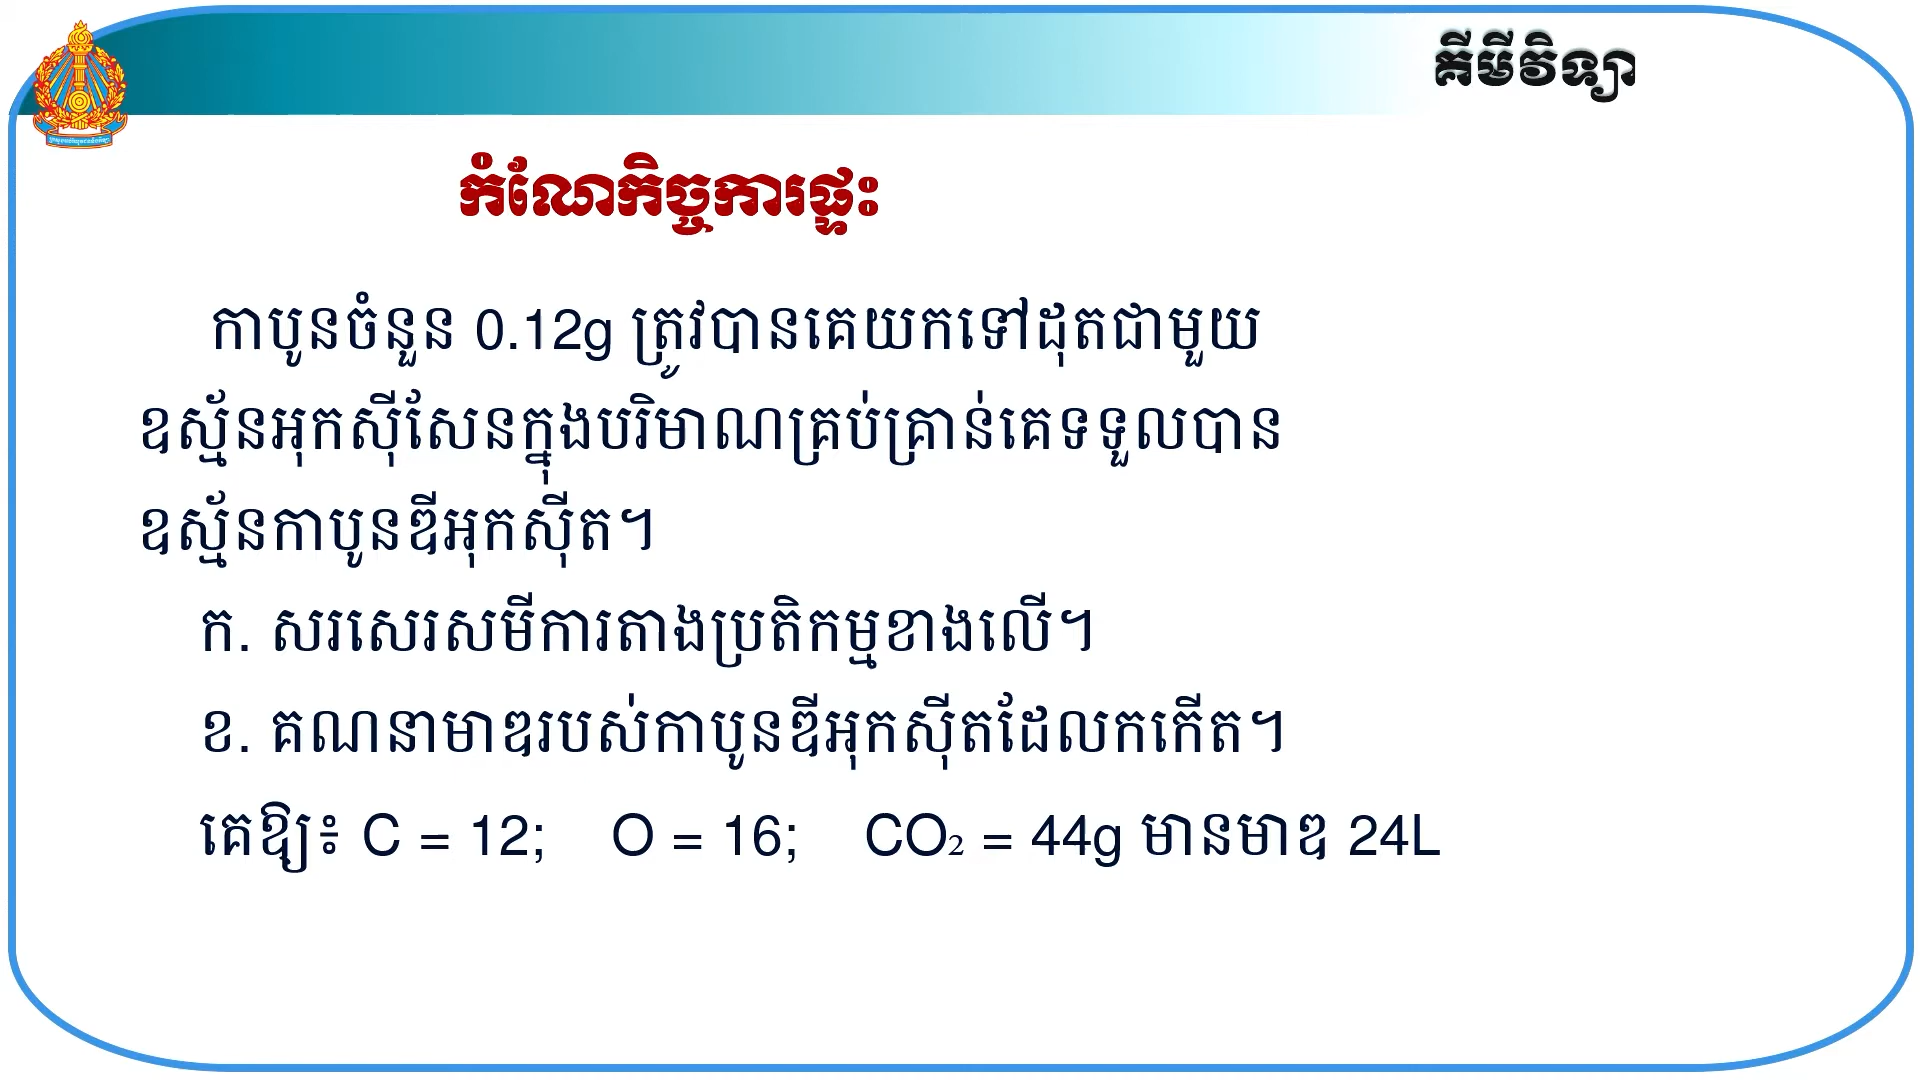 គីមីវិទ្យា
កំណែកិច្ចការផ្ទះ
កាបូនចំនួន 0.12g ត្រូវបានគេយកទៅដុតជាមួយ
ឧស្ម័នអុកស៊ីសែនក្នុងបរិមាណគ្រប់គ្រាន់គេទទួលបាន
ឧស្ម័នកាបូនឌីអុកស៊ីត។
ក. សរសេរសមីការតាងប្រតិកម្មខាងលើ។
ខ. គណនាមាឌរបស់កាបូនឌីអុកស៊ីតដែលកកើត។
គេឱ្យ៖ C = 12; O = 16; CO₂ = 44g មានមាឌ 24L